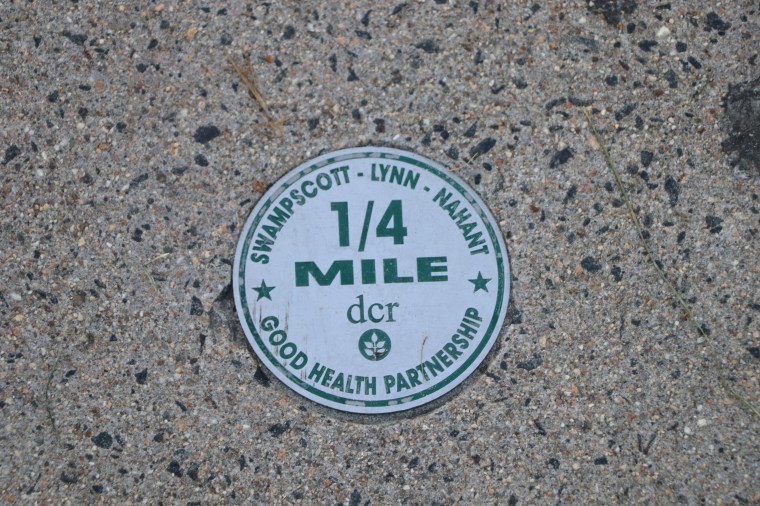 SWAMPSCOTT - LYNN - NAHANT
1/4
MILE
dcr
GOOD HEALTH PARTNERSHIP